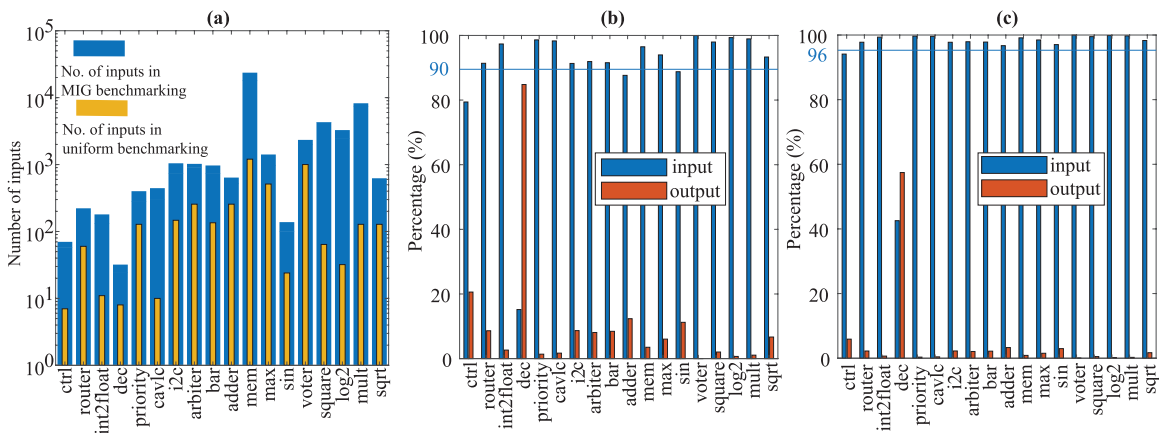 (a)
10^5
10^4
10^3
10^2
10^1
10^0
Number of inputs
No. of inputs in
MIG benchmarking
No. of inputs in
uniform benchmarking
ctrl
router
int2float
dec
priority
cavlc
i2c
arbiter
bar
adder
mem
max
sin
voter
square
log2
mult
sqrt
(b)
100
90
80
60
40
20
0
Percentage (%)
input
output
ctrl
router
int2float
dec
priority
cavlc
i2c
arbiter
bar
adder
mem
max
sin
voter
square
log2
mult
sqrt
(c)
100
96
80
60
40
20
0
Percentage (%)
input
output
ctrl
router
int2float
dec
priority
cavlc
i2c
arbiter
bar
adder
mem
max
sin
voter
square
log2
mult
sqrt